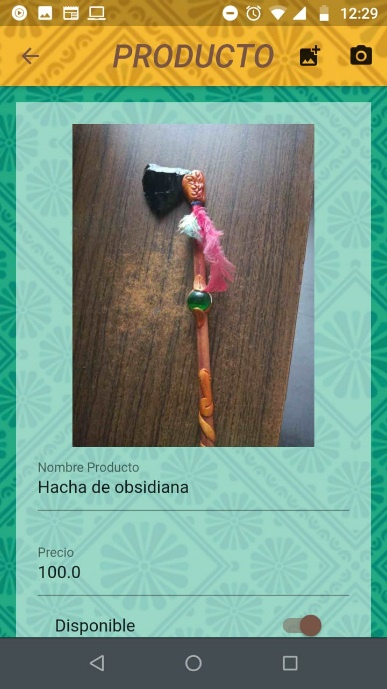 12:29
PRODUCTO
Nombre Producto
Hacha de obsidiana
Precio
100.0
Disponible